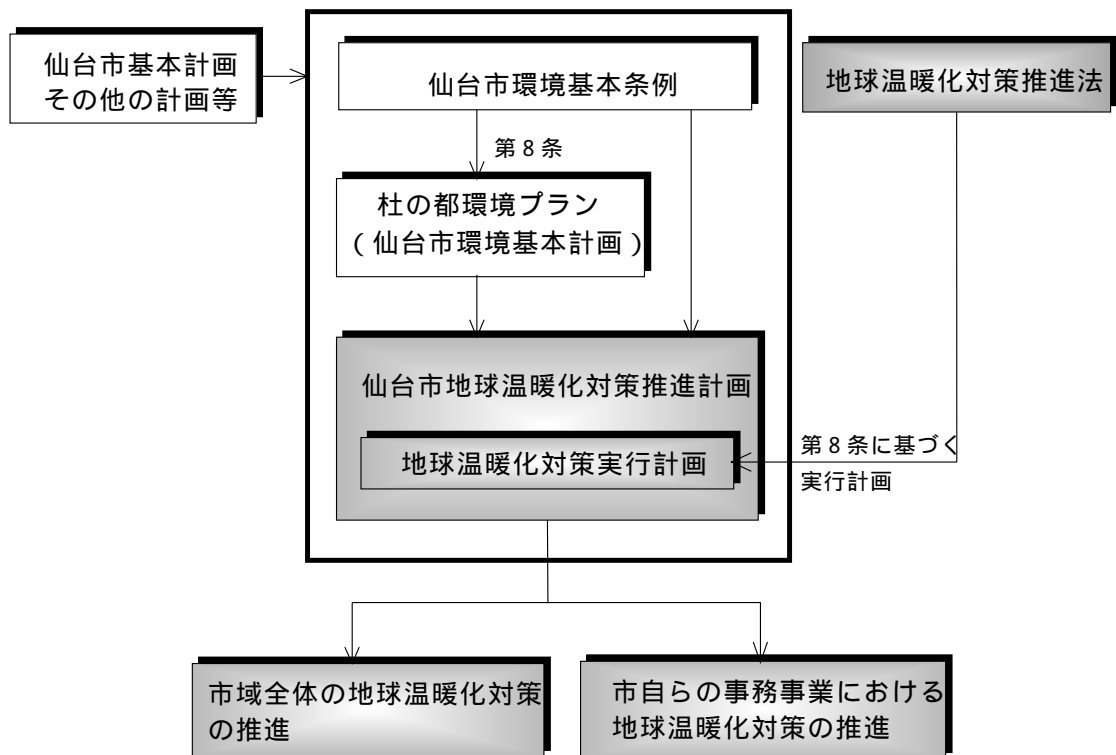 仙台市基本計画
その他の計画等
仙台市環境基本条例
地球温暖化対策推進法
第８条
杜の都環境プラン
（仙台市環境基本計画）
仙台市地球温暖化対策推進計画
地球温暖化対策実行計画
第８条に基づく
実行計画
市域全体の地球温暖化対策
の推進
市自らの事務事業における
地球温暖化対策の推進